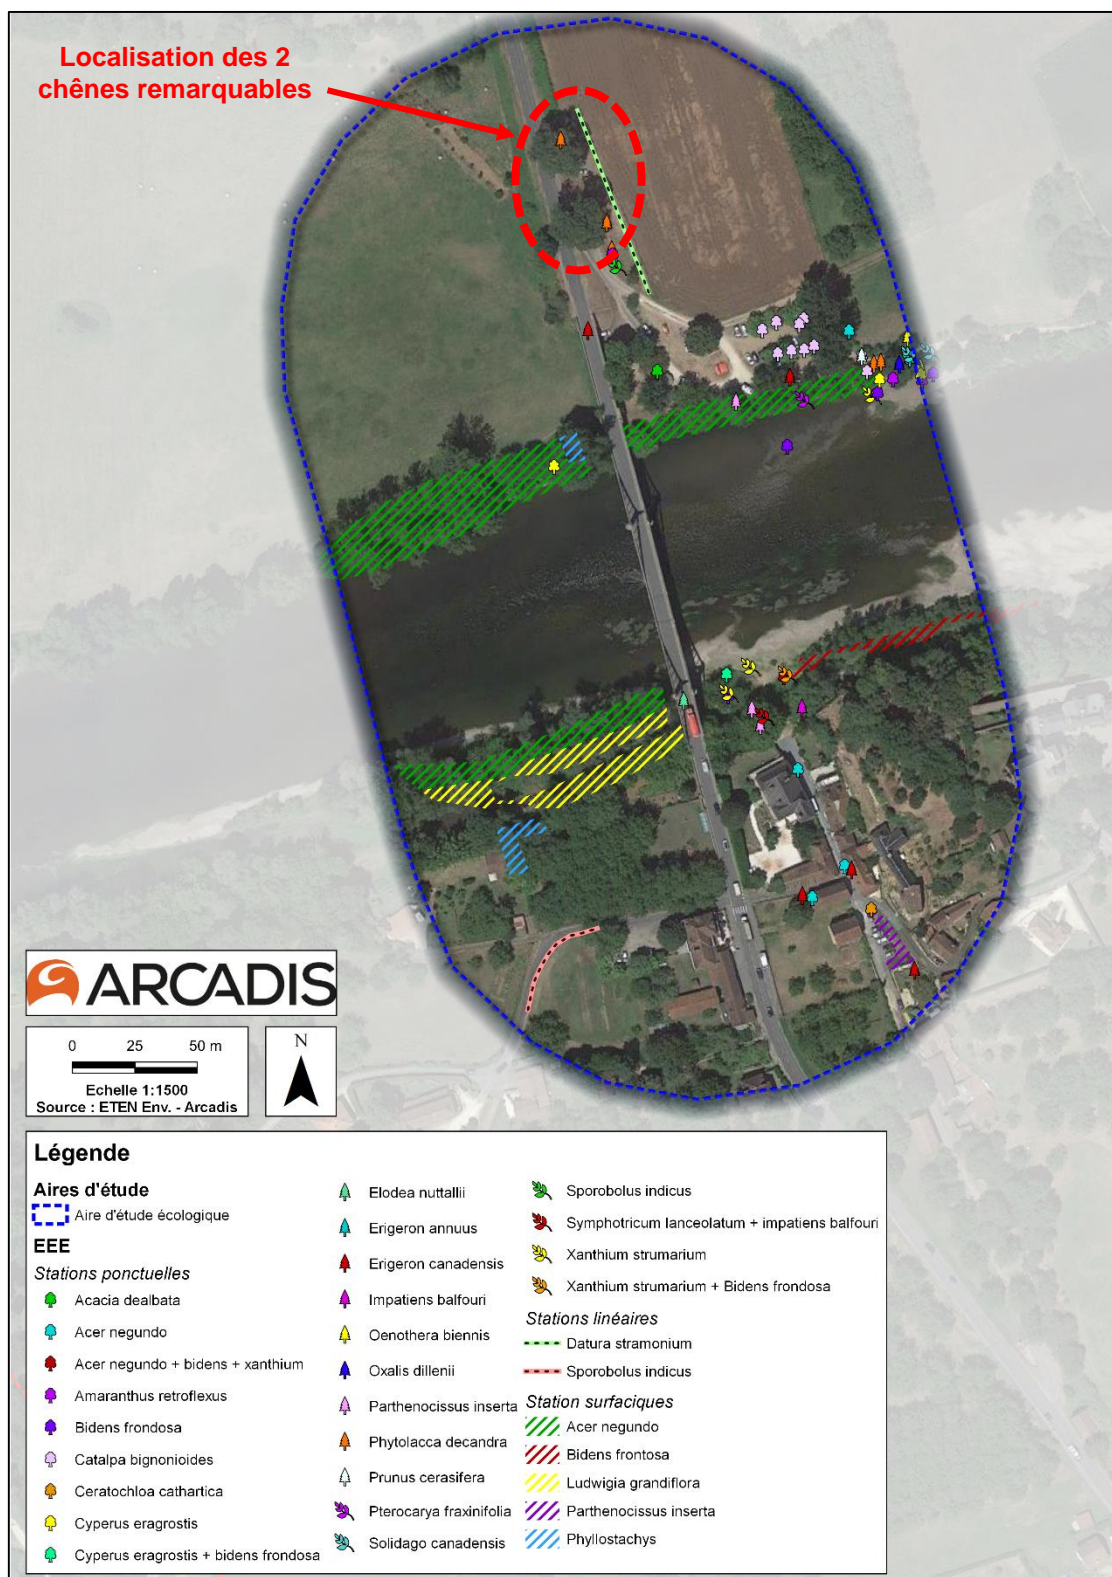 Localisation des 2
chênes remarquables
ARCADIS
0 25 50 m
Echelle 1:1500
Source : ETEN Env. - Arcadis
N
Légende
Aires d'étude
Aire d'étude écologique
EEE
Stations ponctuelles
Acacia dealbata
Acer negundo
Acer negundo + bidens + xanthium
Amaranthus retroflexus
Bidens frondosa
Catalpa bignonioides
Ceratochloa cathartica
Cyperus eragrostis
Cyperus eragrostis + bidens frondosa
Elodea nuttallii
Erigeron annuus
Erigeron canadensis
Impatiens balfouri
Oenothera biennis
Oxalis dillenii
Parthenocissus inserta
Phytolacca decandra
Prunus cerasifera
Pterocarya fraxinifolia
Solidago canadensis
Sporobolus indicus
Symphotricum lanceolatum + impatiens balfouri
Xanthium strumarium
Xanthium strumarium + Bidens frondosa
Stations linéaires
Datura stramonium
Sporobolus indicus
Station surfaciques
Acer negundo
Bidens frontosa
Ludwigia grandiflora
Parthenocissus inserta
Phyllostachys